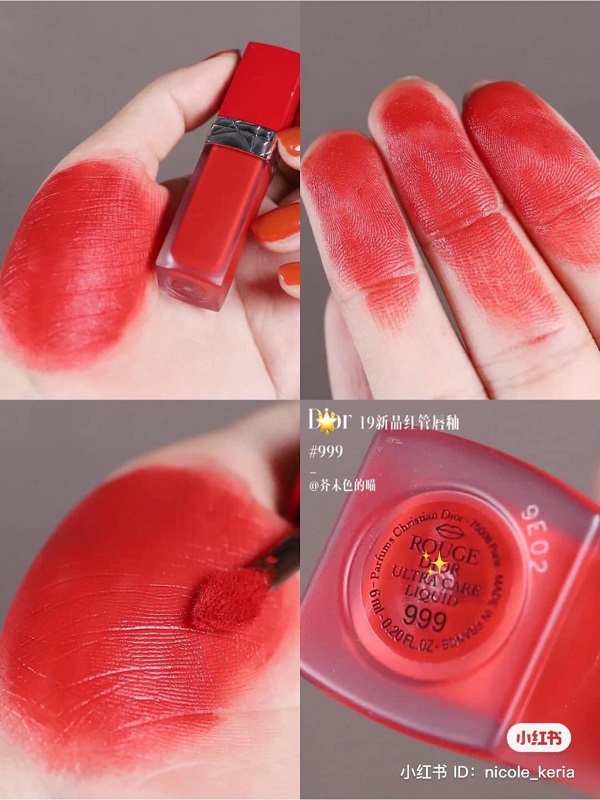 Dior 19新品红管唇釉
#999
@芥末色的喵
Parfums Christian Dior · 75008 Paris · MADE IN FRANCE
ROUGE
DIOR
ULTRA CARE
LIQUID
999
6 ml - 0.20 FL.OZ.
9E02
小红书
小红书 ID：nicole_keria